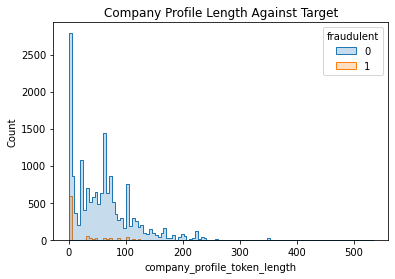 Company Profile Length Against Target
fraudulent
0
1
2500
2000
1500
1000
500
0
Count
0 100 200 300 400 500
company_profile_token_length